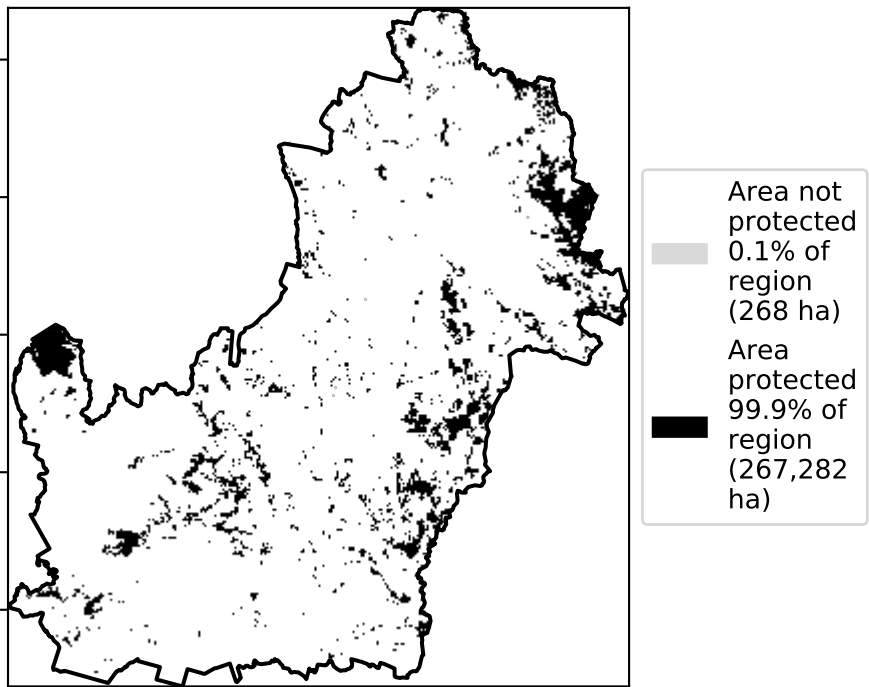 Area not
protected
0.1% of
region
(268 ha)
Area
protected
99.9% of
region
(267,282
ha)